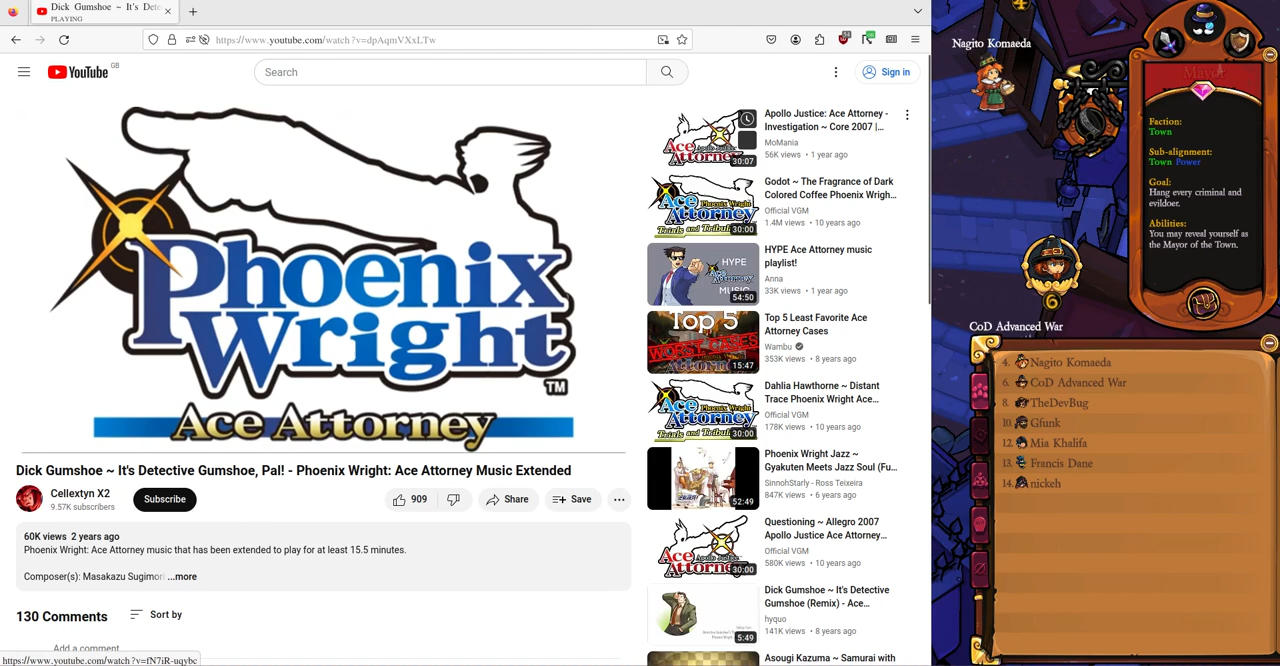 Dick Gumshoe ~ It's Dete
PLAYING
https://www.youtube.com/watch?v=dpAqmVXxLTw
YouTube GB
Search
Sign in
Phoenix
Wright
TM
Ace Attorney
Dick Gumshoe ~ It's Detective Gumshoe, Pal! - Phoenix Wright: Ace Attorney Music Extended
Cellextyn X2
9.57K subscribers
Subscribe
909
Share
Save
60K views 2 years ago
Phoenix Wright: Ace Attorney music that has been extended to play for at least 15.5 minutes.
Composer(s): Masakazu Sugimori ...more
130 Comments
Sort by
Add a comment...
https://www.youtube.com/watch?v=fN7iR-uqybc
30:07
Apollo Justice: Ace Attorney -
Investigation ~ Core 2007 |...
MoMania
56K views • 1 year ago
30:00
Godot ~ The Fragrance of Dark
Colored Coffee Phoenix Wrigh...
Official VGM
1.4M views • 10 years ago
HYPE
MUSIC
54:50
HYPE Ace Attorney music
playlist!
Anna
33K views • 1 year ago
Top 5
WORST CASES
15:47
Top 5 Least Favorite Ace
Attorney Cases
Wambu
353K views • 8 years ago
30:00
Dahlia Hawthorne ~ Distant
Trace Phoenix Wright Ace...
Official VGM
178K views • 10 years ago
52:49
Phoenix Wright Jazz ~
Gyakuten Meets Jazz Soul (Fu...
SinnohStarly - Ross Teixeira
847K views • 6 years ago
30:00
Questioning ~ Allegro 2007
Apollo Justice Ace Attorney...
Official VGM
580K views • 10 years ago
5:49
Dick Gumshoe ~ It's Detective
Gumshoe (Remix) - Ace...
hyquo
141K views • 8 years ago
Asougi Kazuma ~ Samurai with
4
Nagito Komaeda
6
CoD Advanced War
Mayor
Faction:
Town
Sub-alignment:
Town Power
Goal:
Hang every criminal and
evildoer.
Abilities:
You may reveal yourself as
the Mayor of the Town.
4. Nagito Komaeda
6. CoD Advanced War
8. TheDevBug
10. Gfunk
12. Mia Khalifa
13. Francis Dane
14. nickeh